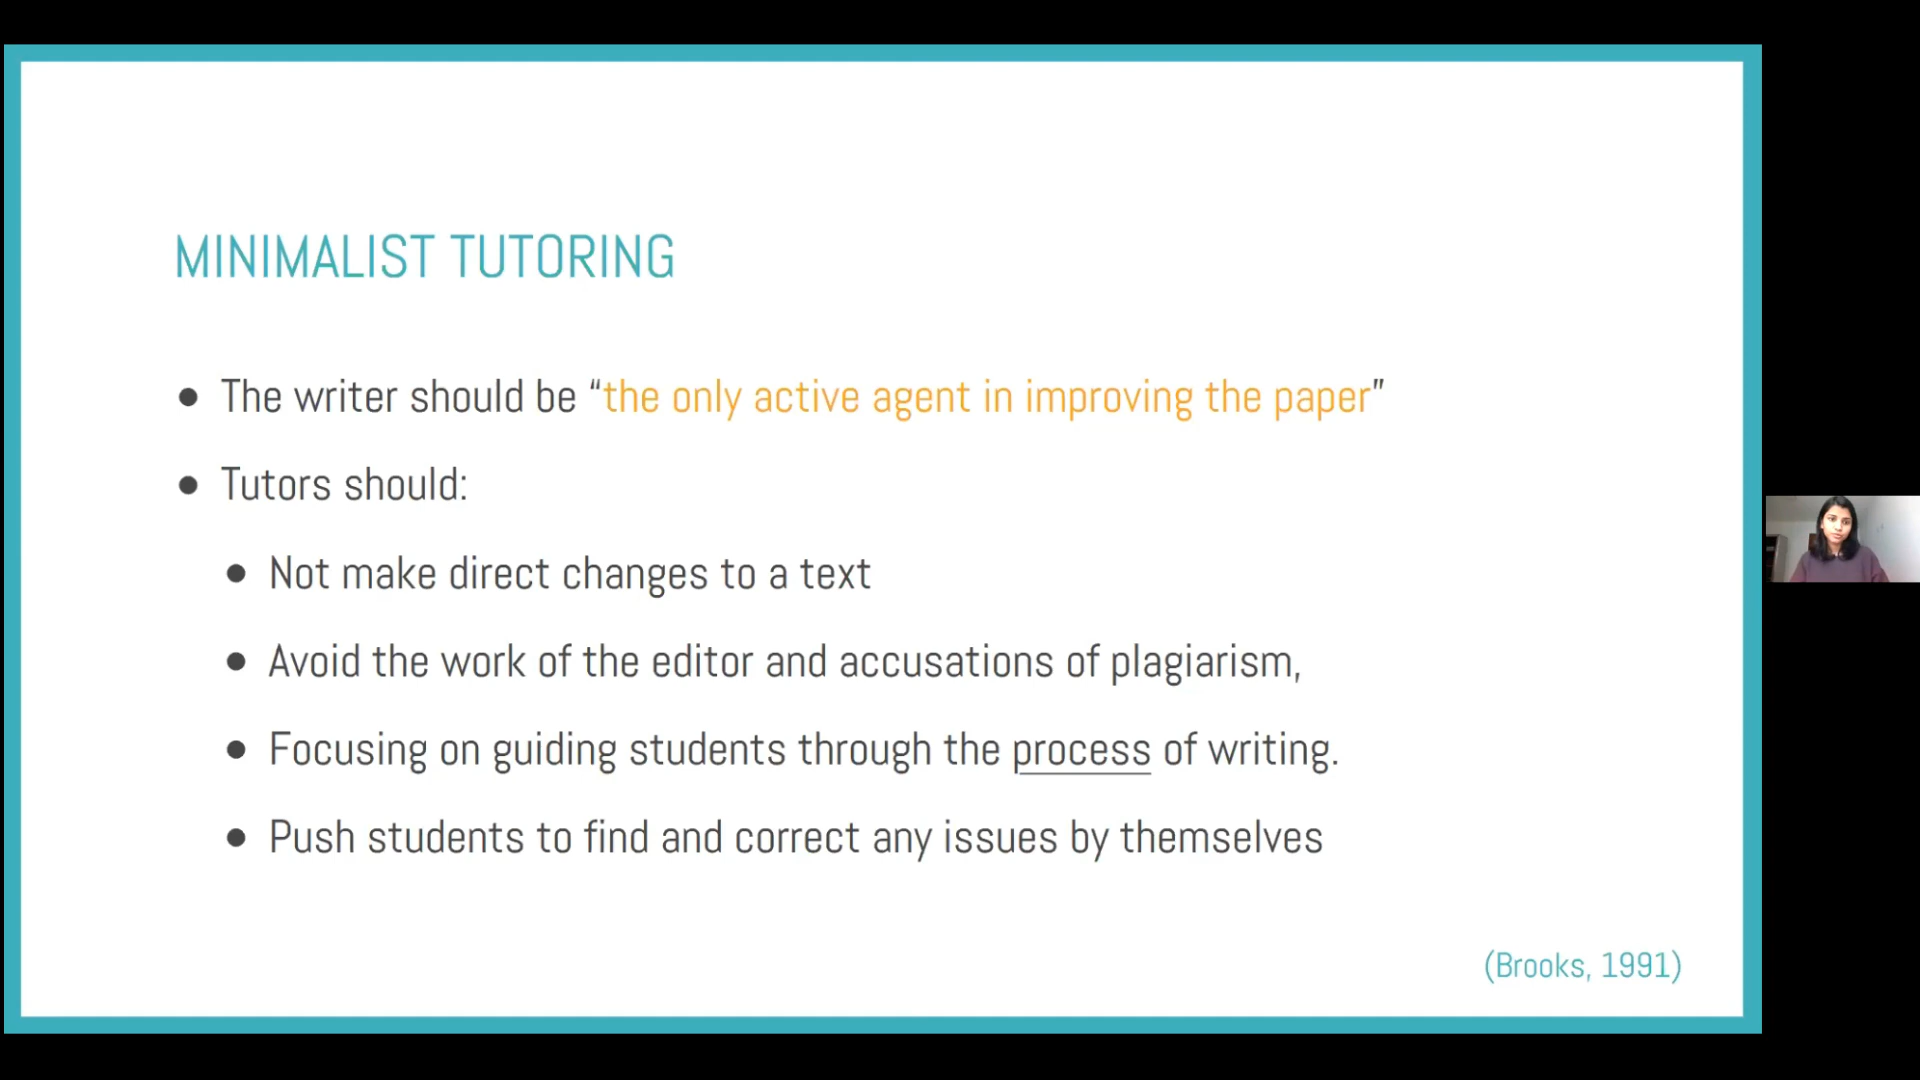 MINIMALIST TUTORING
● The writer should be “the only active agent in improving the paper”
● Tutors should:
● Not make direct changes to a text
● Avoid the work of the editor and accusations of plagiarism,
● Focusing on guiding students through the process of writing.
● Push students to find and correct any issues by themselves
(Brooks, 1991)